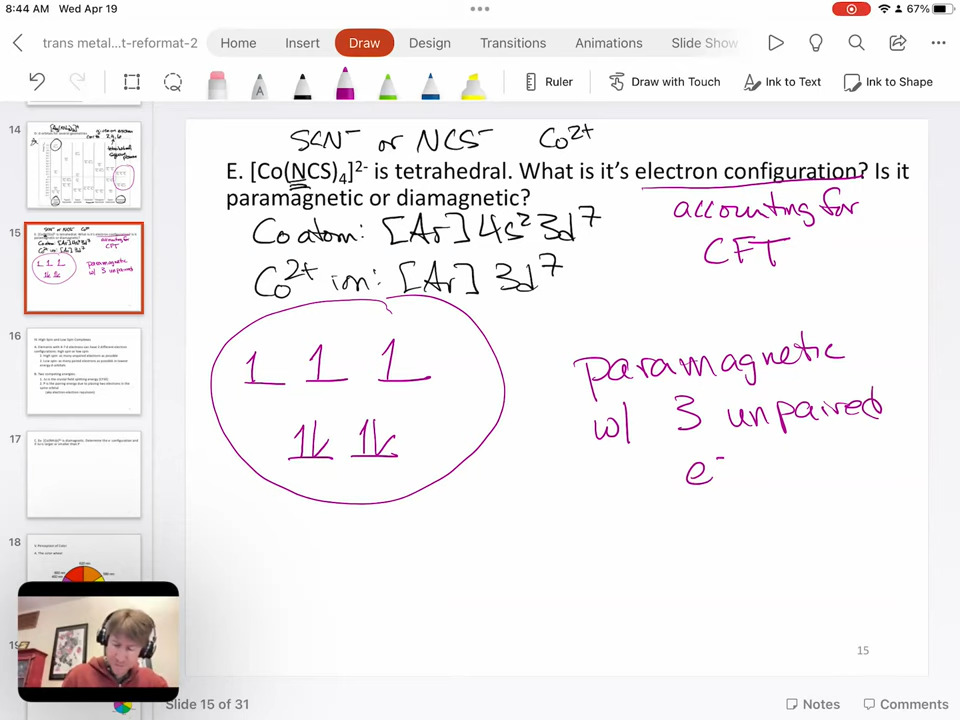 8:44 AM Wed Apr 19
67%
trans metal...t-reformat-2
Home Insert Draw Design Transitions Animations Slide Show
Ruler Draw with Touch Ink to Text Ink to Shape
14
15
16
17
18
19
SCN⁻ or NCS⁻ Co²⁺
E. [Co(NCS)₄]²⁻ is tetrahedral. What is it's electron configuration? Is it
paramagnetic or diamagnetic?
accounting for
CFT
Co atom: [Ar] 4s² 3d⁷
Co²⁺ ion: [Ar] 3d⁷
1 1 1
paramagnetic
w/ 3 unpaired
e⁻
15
Slide 15 of 31
Notes Comments